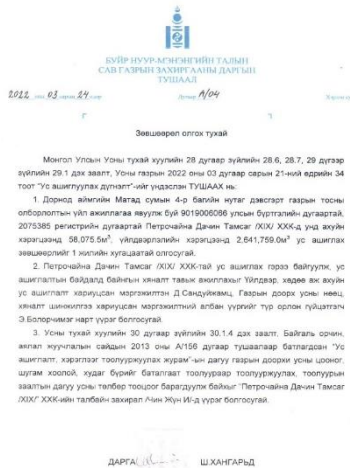 БУЙР НУУР-МЭНЭНГИЙН ТАЛЫН
САВ ГАЗРЫН ЗАХИРГААНЫ ДАРГЫН
ТУШААЛ
2022 03 24 А/04
Зөвшөөрөл олгох тухай
Монгол Улсын Усны тухай хуулийн 28 дугаар зүйлийн 28.6, 28.7, 29 дүгээр
зүйлийн 29.1 дэх заалт, Усны газрын 2022 оны 03 дугаар сарын 21-ний өдрийн 34
тоот "Ус ашиглуулах дүгнэлт"-ийг үндэслэн ТУШААХ нь:
1. Дорнод аймгийн Матад сумын 4-р багийн нутаг дэвсгэрт газрын тосны
олборлолтын үйл ажиллагаа явуулж буй 9019006066 улсын бүртгэлийн дугаартай,
2075385 регистрийн дугаартай Петрочайна Дачин Тамсаг /XIX/ ХХК-д унд ахуйн
хэрэгцээнд 58,075.5м³, үйлдвэрлэлийн хэрэгцээнд 2,641,759.0м³ ус ашиглах
зөвшөөрлийг 1 жилийн хугацаатай олгосугай.
2. Петрочайна Дачин Тамсаг /XIX/ ХХК-тай ус ашиглах гэрээ байгуулж, ус
ашиглалтын байдалд байнгын хяналт тавьж ажиллахыг Үйлдвэр, хөдөө аж ахуйн
ус ашиглалт хариуцсан мэргэжилтэн Д.Сандуйжамц, Газрын доорх усны нөөц,
хяналт шинжилгээ хариуцсан мэргэжилтний албан үүргийг түр орлон гүйцэтгэгч
Э.Болорчимэг нарт үүрэг болгосугай.
3. Усны тухай хуулийн 30 дугаар зүйлийн 30.1.4 дэх заалт, Байгаль орчин,
аялал жуулчлалын сайдын 2013 оны А/156 дугаар тушаалаар батлагдсан "Ус
ашиглалт, хэрэглээг тоолууржуулах журам"-ын дагуу газрын доорхи усны цооног,
шугам хоолой, худаг бүрийг баталгаат тоолуураар тоолууржуулж, тоолуурын
заалтын дагуу усны төлбөр тооцоог барагдуулж байхыг "Петрочайна Дачин Тамсаг
/XIX/" ХХК-ийн талбайн захирал /Чин Жүн И/-д үүрэг болгосугай.
ДАРГА Ш.ХАНГАРЬД